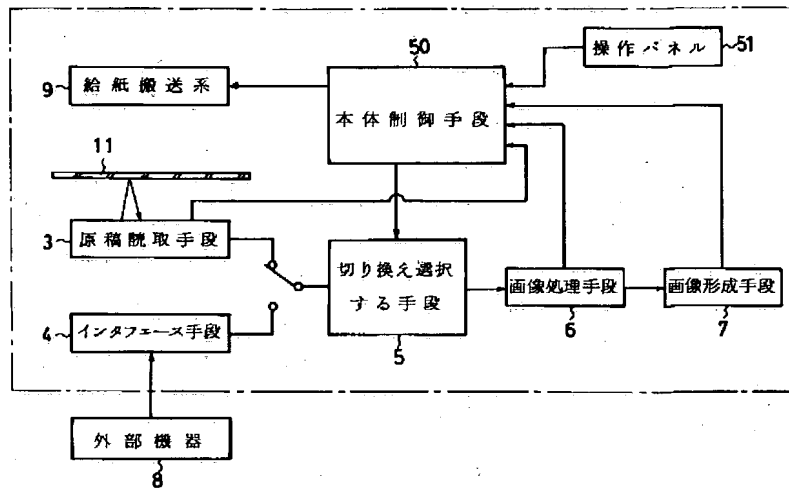 50
操作パネル
51
給紙搬送系
9
本体制御手段
11
原稿読取手段
3
切り換え選択
する手段
5
画像処理手段
6
画像形成手段
7
インタフェース手段
4
外部機器
8